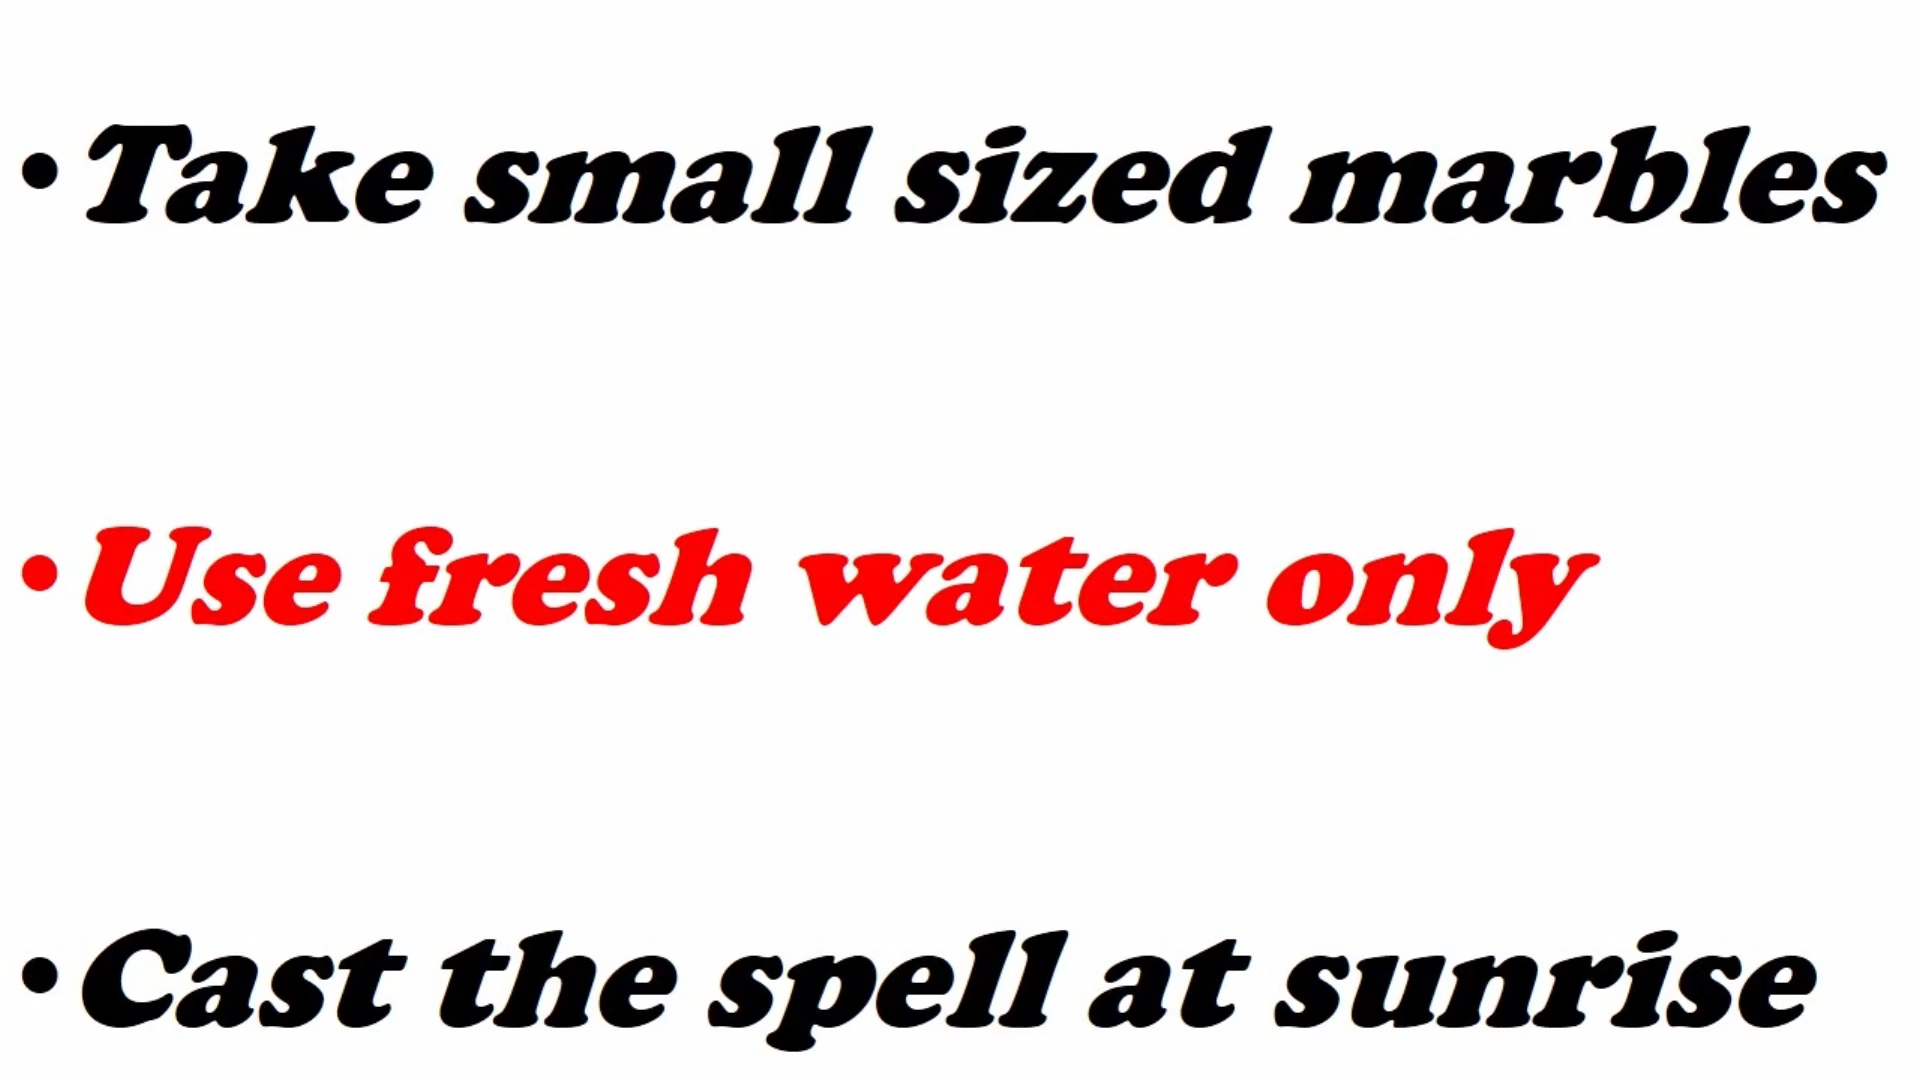 •Take small sized marbles
•Use fresh water only
•Cast the spell at sunrise